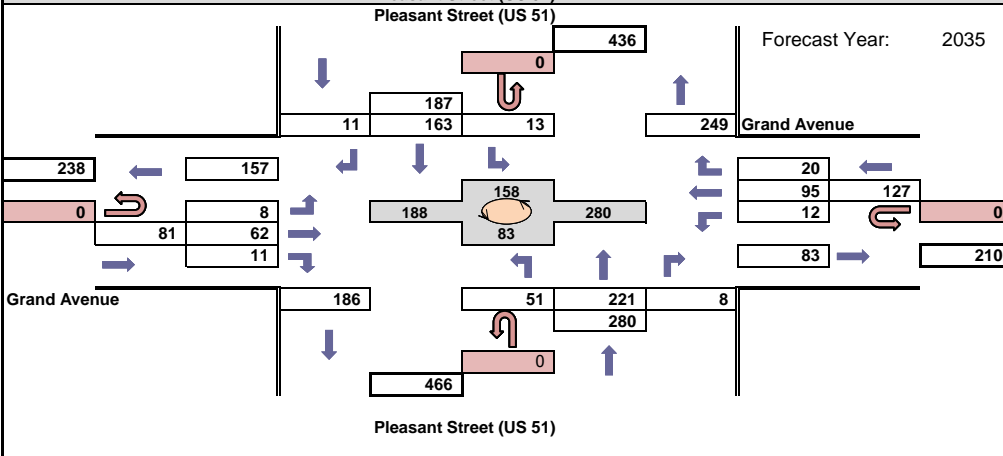 Pleasant Street (US 51)
436
Forecast Year: 2035
0
187
11 163 13 249 Grand Avenue
238 157 158 20
0 8 188 280 95 127 0
81 62 83 12
11 83 210
Grand Avenue 186 51 221 8
280
0
466
Pleasant Street (US 51)